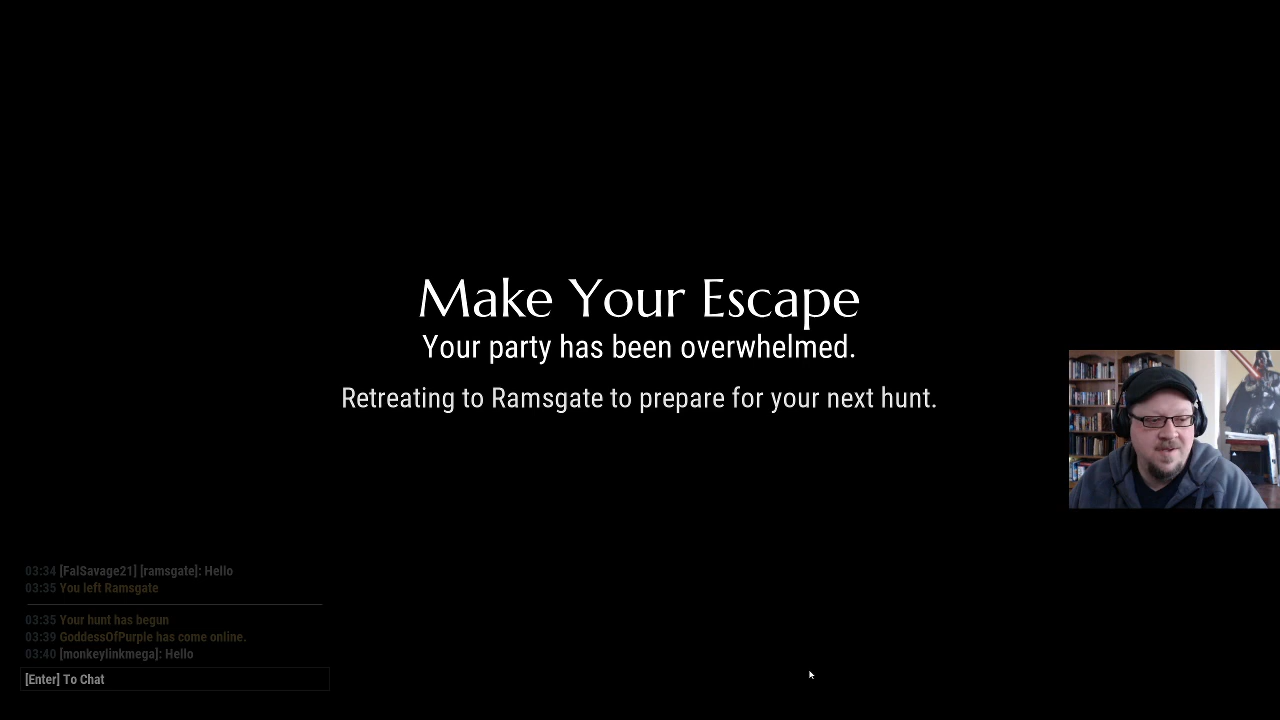 Make Your Escape
Your party has been overwhelmed.
Retreating to Ramsgate to prepare for your next hunt.
03:34 [FalSavage21] [ramsgate]: Hello
03:35 You left Ramsgate
03:35 Your hunt has begun
03:39 GoddessOfPurple has come online.
03:40 [monkeylinkmega]: Hello
[Enter] To Chat